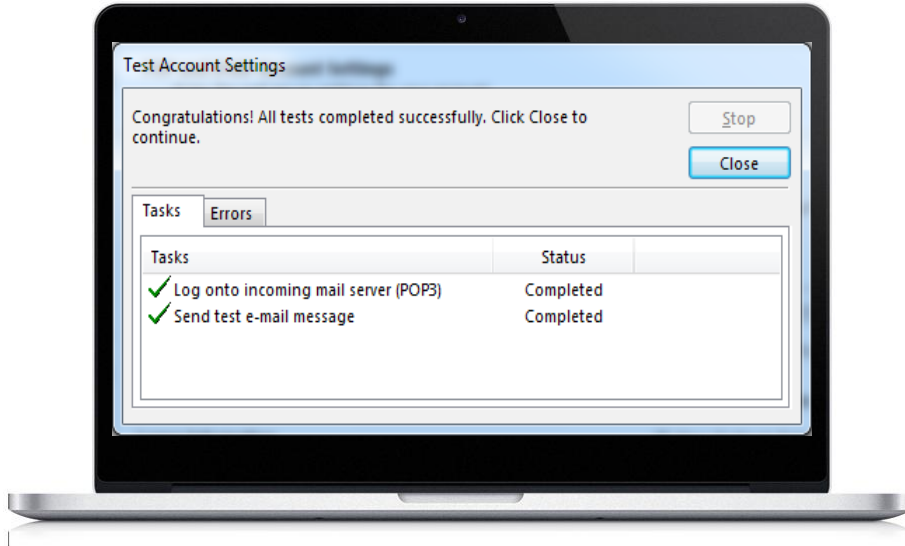 Test Account Settings
Congratulations! All tests completed successfully. Click Close to
continue.
Stop
Close
Tasks Errors
Tasks Status
Log onto incoming mail server (POP3) Completed
Send test e-mail message Completed